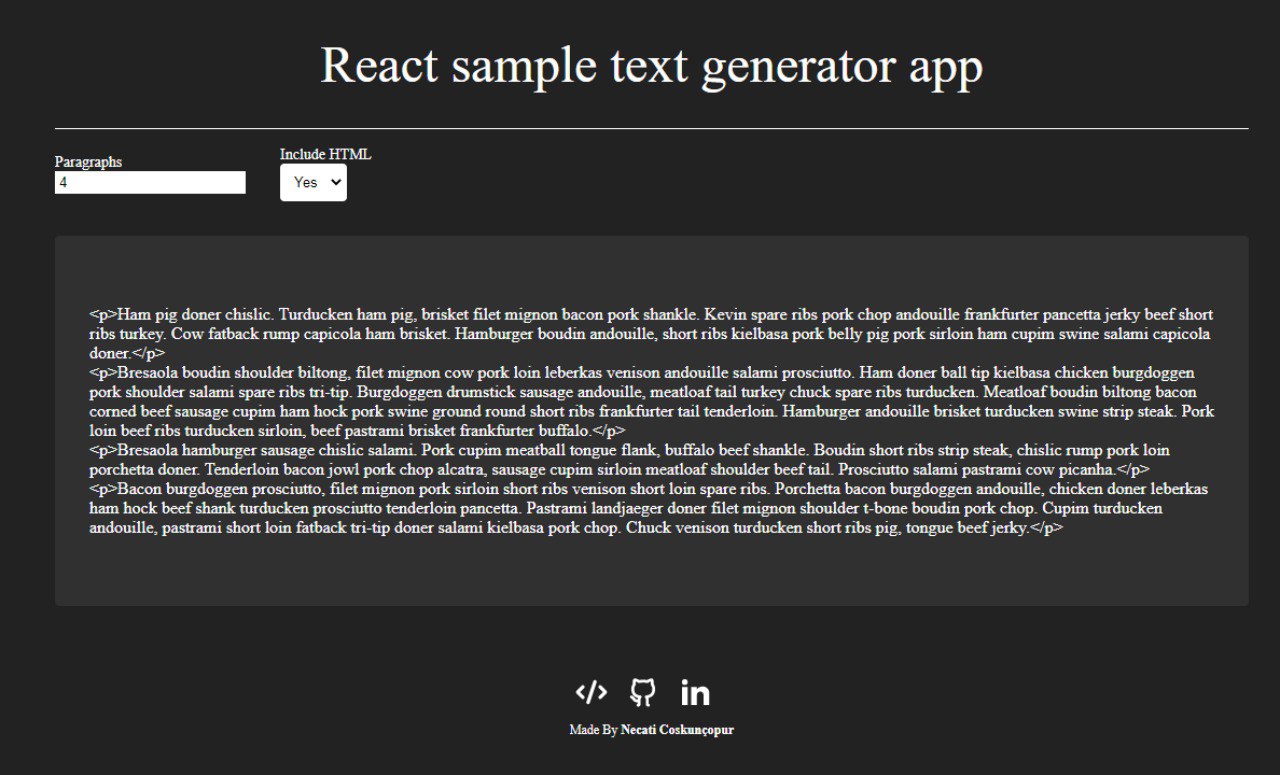 React sample text generator app
Paragraphs
4
Include HTML
Yes
<p>Ham pig doner chislic. Turducken ham pig, brisket filet mignon bacon pork shankle. Kevin spare ribs pork chop andouille frankfurter pancetta jerky beef short
ribs turkey. Cow fatback rump capicola ham brisket. Hamburger boudin andouille, short ribs kielbasa pork belly pig pork sirloin ham cupim swine salami capicola
doner.</p>
<p>Bresaola boudin shoulder biltong, filet mignon cow pork loin leberkas venison andouille salami prosciutto. Ham doner ball tip kielbasa chicken burgdoggen
pork shoulder salami spare ribs tri-tip. Burgdoggen drumstick sausage andouille, meatloaf tail turkey chuck spare ribs turducken. Meatloaf boudin biltong bacon
corned beef sausage cupim ham hock pork swine ground round short ribs frankfurter tail tenderloin. Hamburger andouille brisket turducken swine strip steak. Pork
loin beef ribs turducken sirloin, beef pastrami brisket frankfurter buffalo.</p>
<p>Bresaola hamburger sausage chislic salami. Pork cupim meatball tongue flank, buffalo beef shankle. Boudin short ribs strip steak, chislic rump pork loin
porchetta doner. Tenderloin bacon jowl pork chop alcatra, sausage cupim sirloin meatloaf shoulder beef tail. Prosciutto salami pastrami cow picanha.</p>
<p>Bacon burgdoggen prosciutto, filet mignon pork sirloin short ribs venison short loin spare ribs. Porchetta bacon burgdoggen andouille, chicken doner leberkas
ham hock beef shank turducken prosciutto tenderloin pancetta. Pastrami landjaeger doner filet mignon shoulder t-bone boudin pork chop. Cupim turducken
andouille, pastrami short loin fatback tri-tip doner salami kielbasa pork chop. Chuck venison turducken short ribs pig, tongue beef jerky.</p>
Made By Necati Coskunçopur